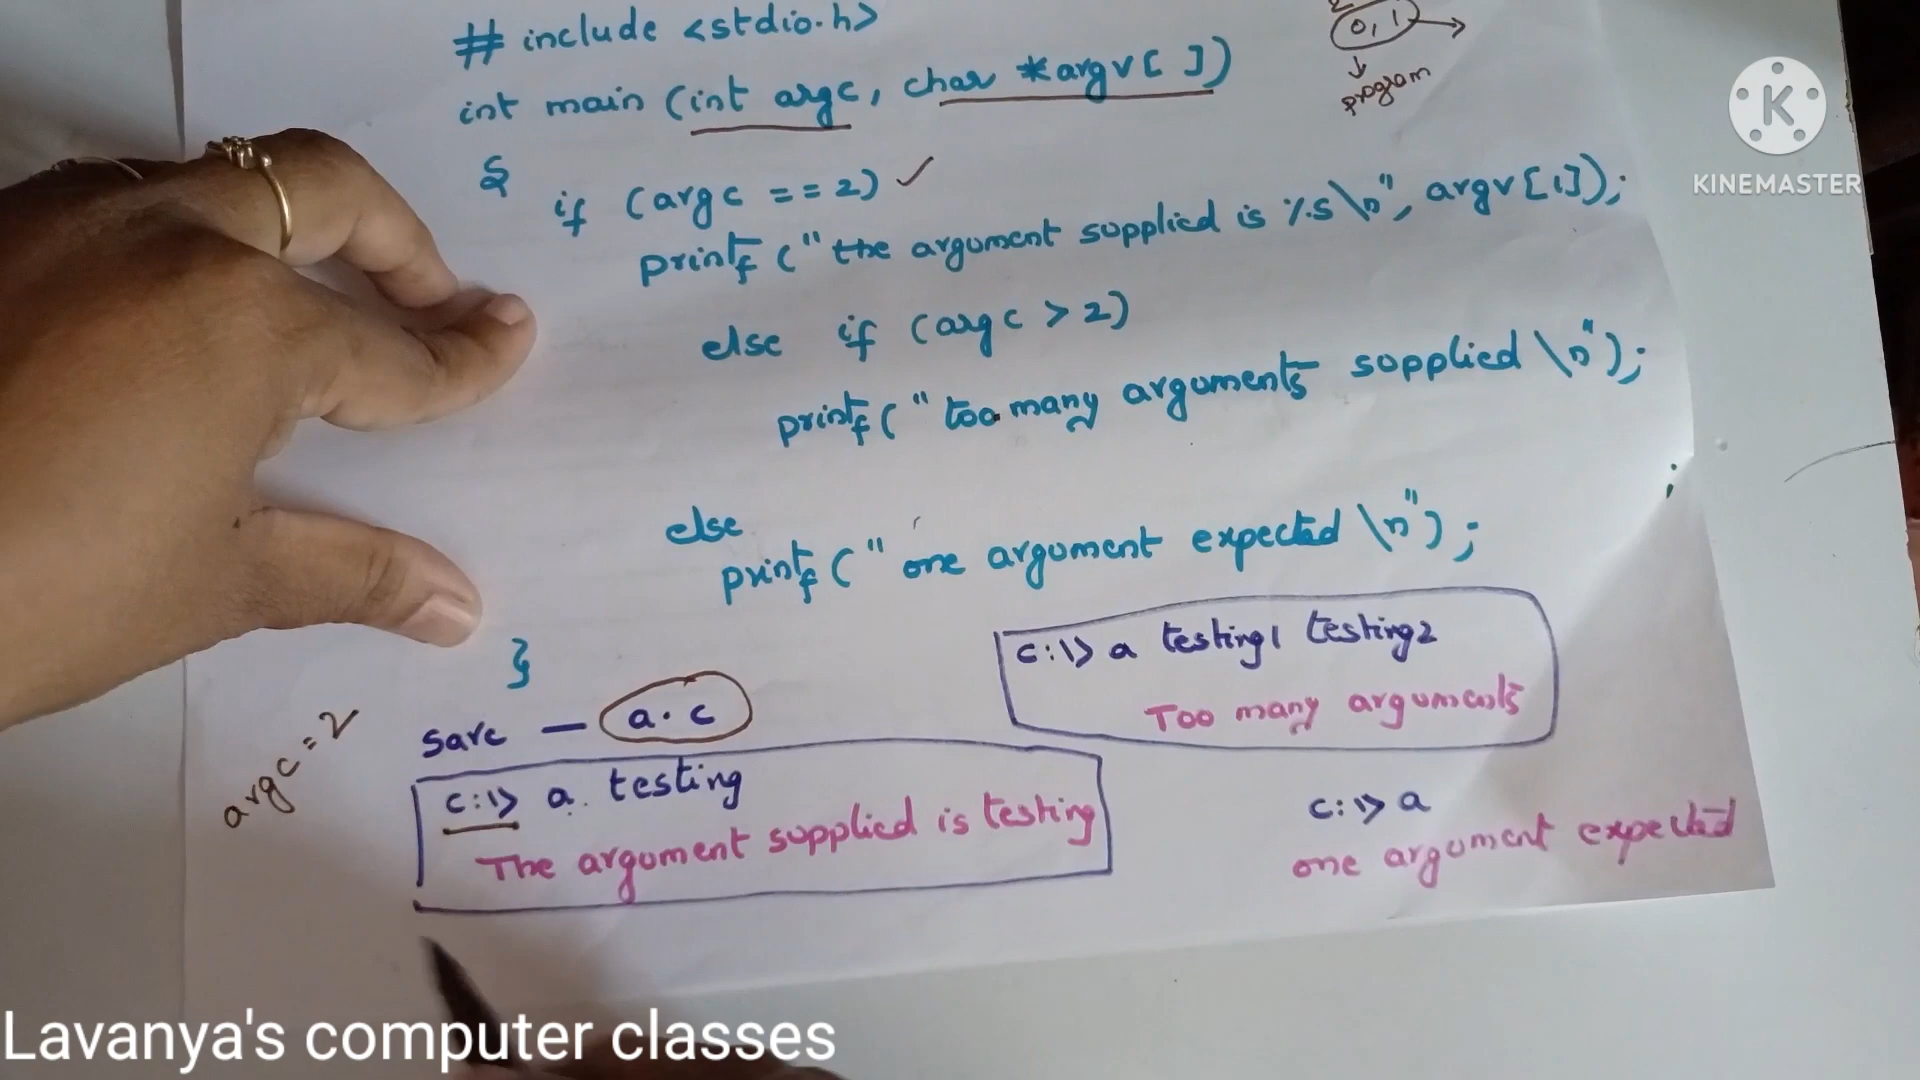 # include <stdio.h>
int main (int argc, char *argv[ ])
0, 1
program
{
if (argc == 2) ✓
printf ("the argument supplied is %s \n", argv[1]);
else if (argc > 2)
printf (" too many arguments supplied \n");
;
else
printf (" one argument expected \n");
}
save — a.c
argc = 2
c:\> a testing
The argument supplied is testing
c:\> a testing1 testing2
Too many arguments
c:\> a
one argument expected
K
KINEMASTER
Lavanya's computer classes